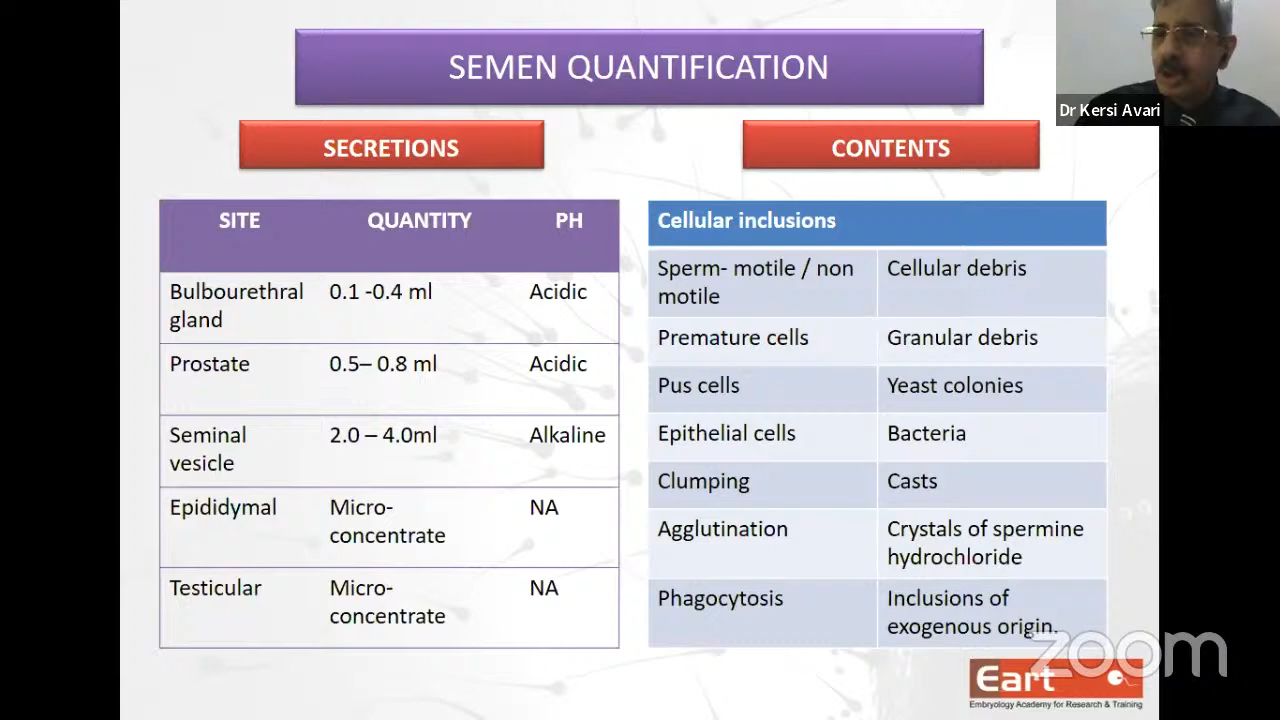 SEMEN QUANTIFICATION
Dr Kersi Avari
SECRETIONS
CONTENTS
SITE QUANTITY PH
Bulbourethral gland 0.1 -0.4 ml Acidic
Prostate 0.5– 0.8 ml Acidic
Seminal vesicle 2.0 – 4.0ml Alkaline
Epididymal Micro-concentrate NA
Testicular Micro-concentrate NA
Cellular inclusions
Sperm- motile / non motile Cellular debris
Premature cells Granular debris
Pus cells Yeast colonies
Epithelial cells Bacteria
Clumping Casts
Agglutination Crystals of spermine hydrochloride
Phagocytosis Inclusions of exogenous origin.
zoom
Eart
Embryology Academy for Research & Training